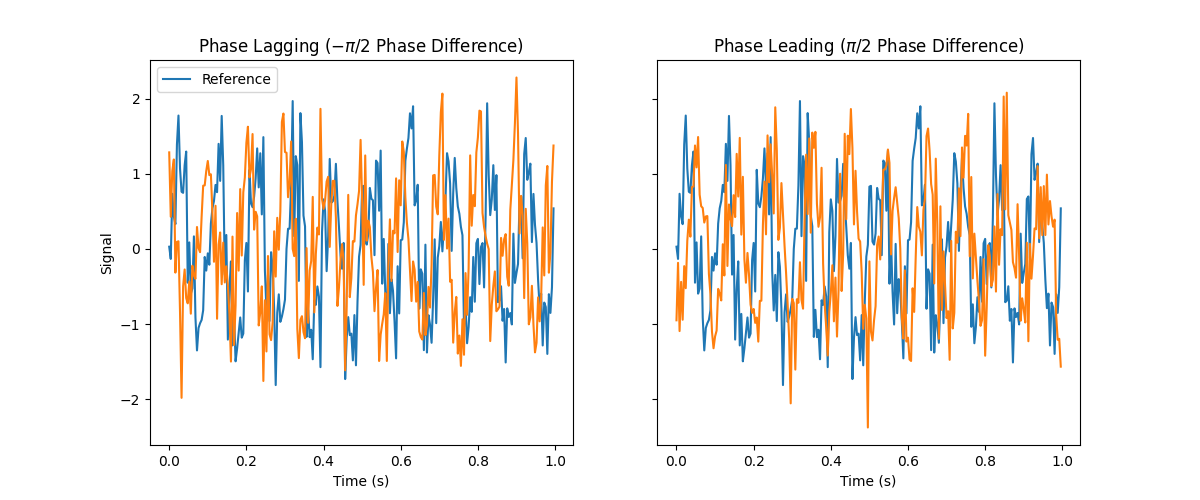 Phase Lagging (−π/2 Phase Difference)
Reference
Signal
2
1
0
−1
−2
0.0 0.2 0.4 0.6 0.8 1.0
Time (s)
Phase Leading (π/2 Phase Difference)
0.0 0.2 0.4 0.6 0.8 1.0
Time (s)